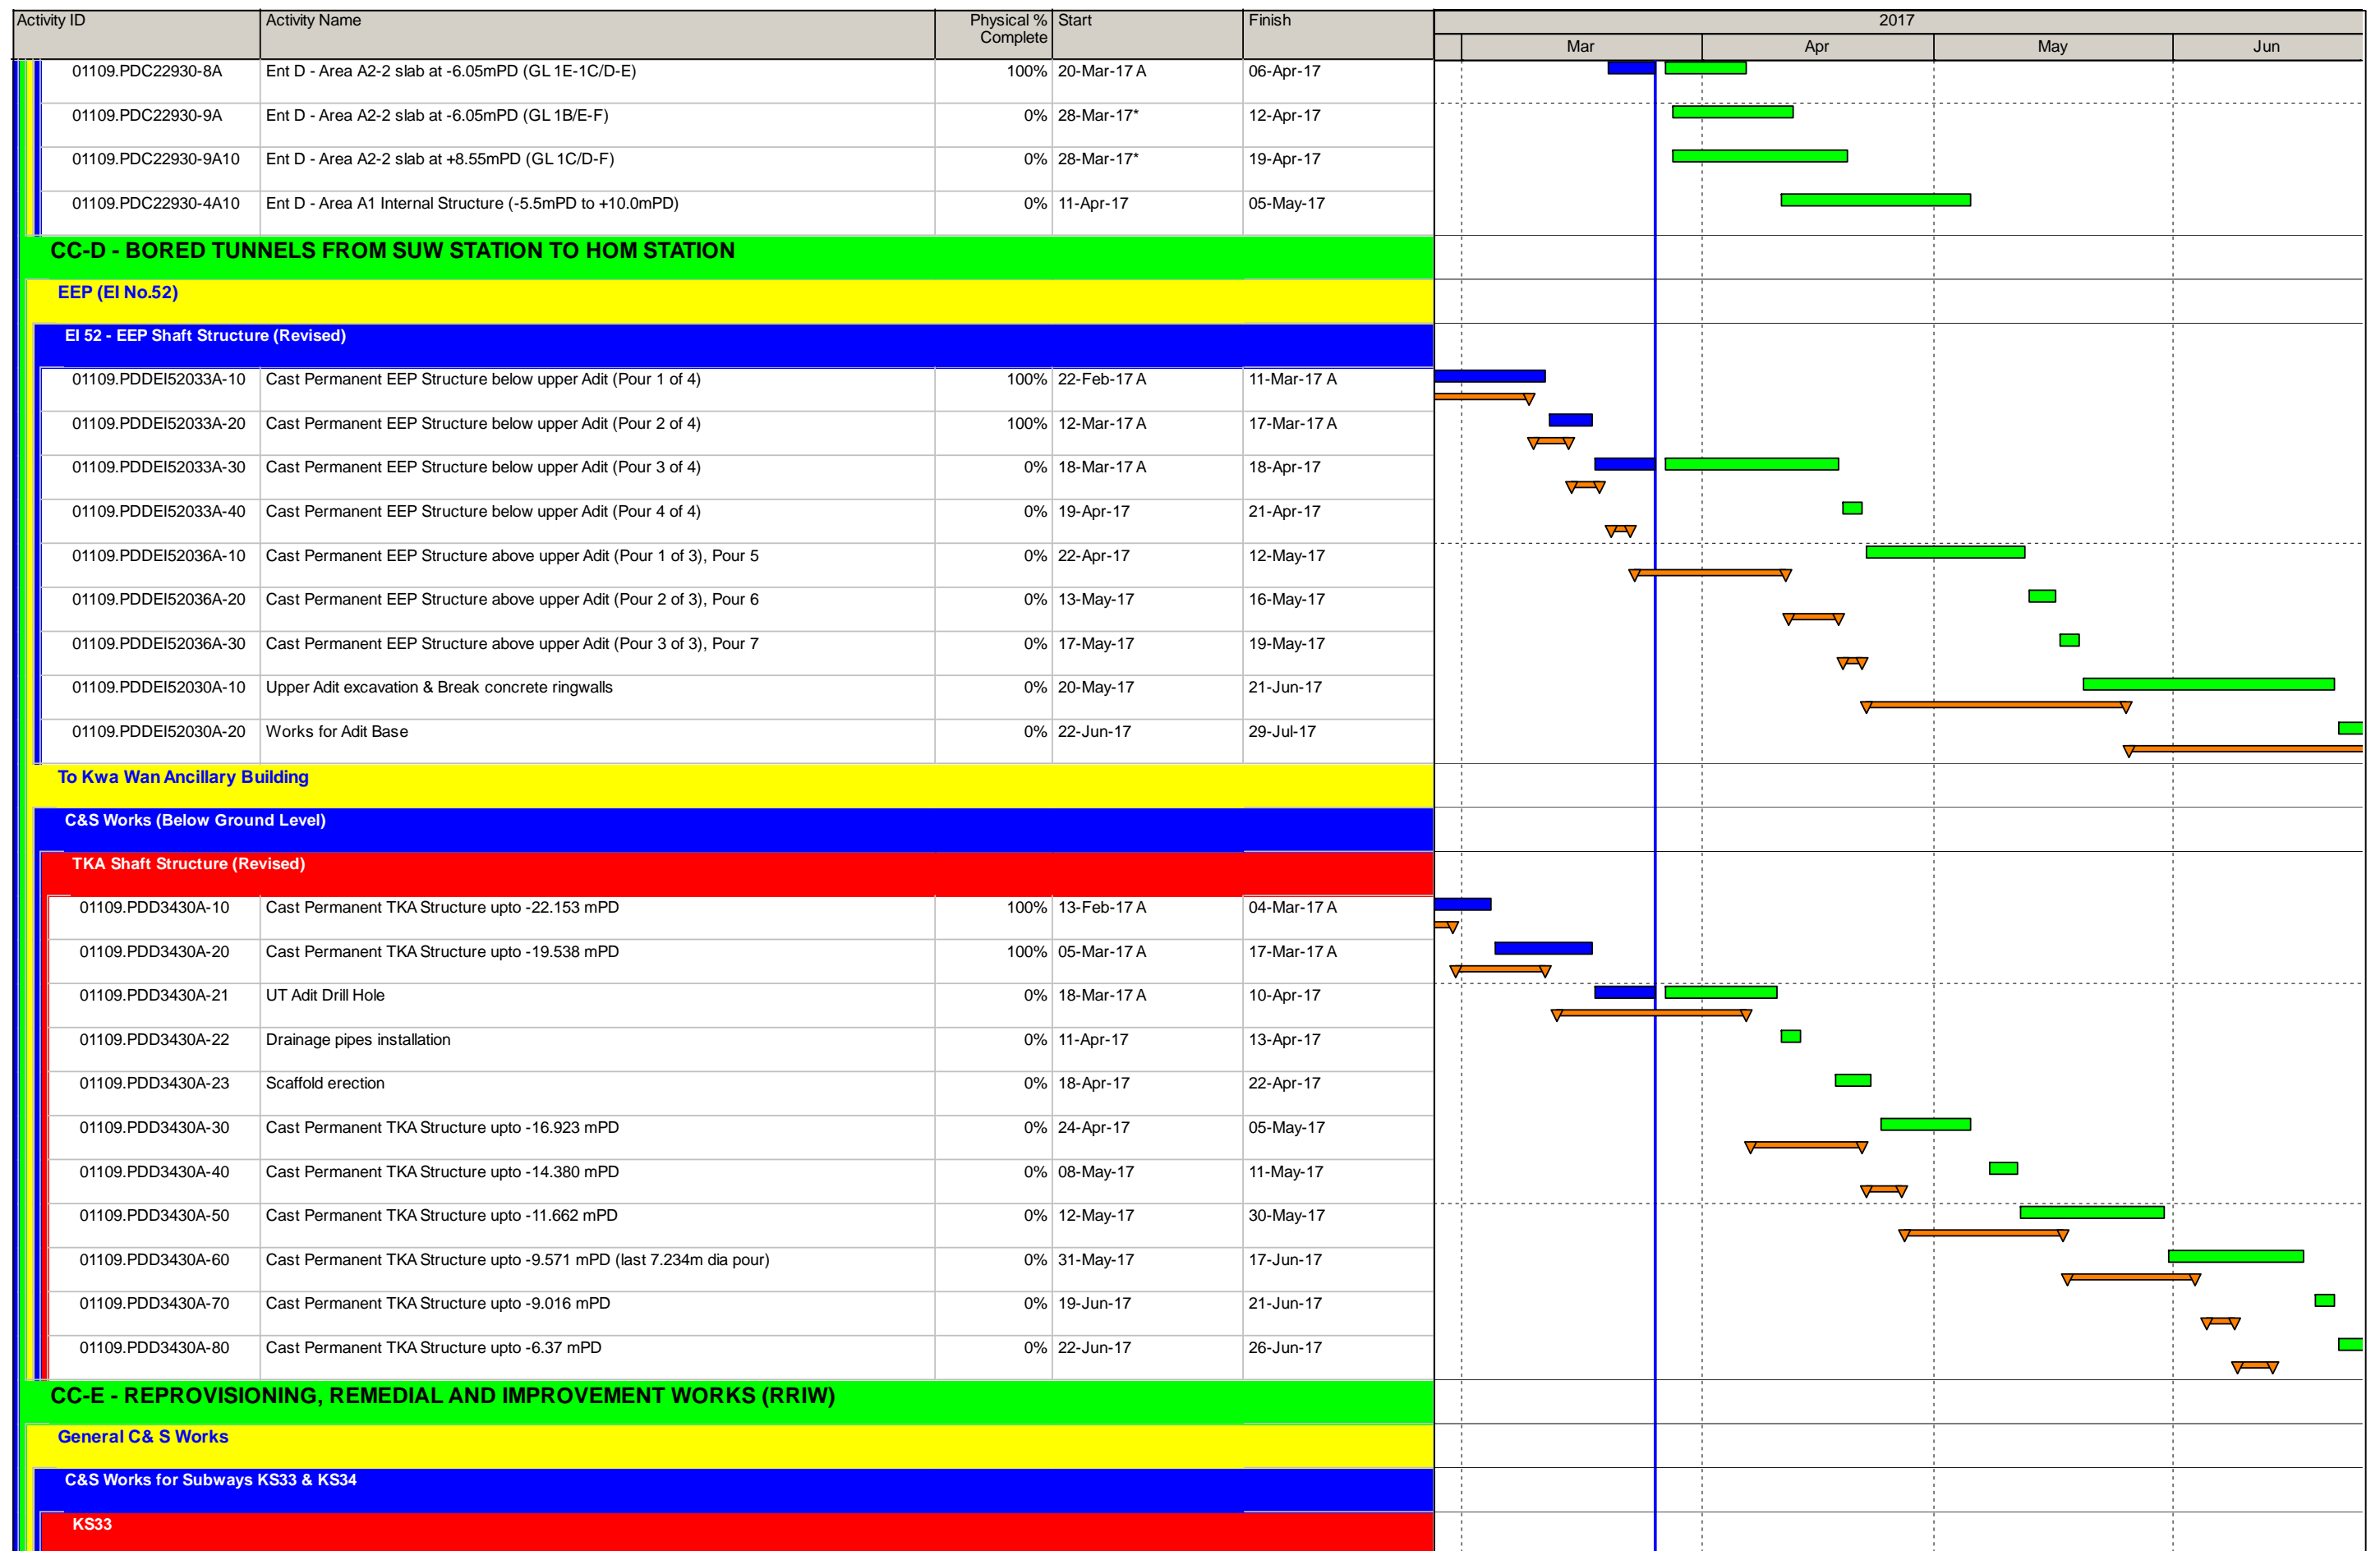 Activity ID Activity Name Physical % Complete Start Finish 2017
Mar Apr May Jun
01109.PDC22930-8A Ent D - Area A2-2 slab at -6.05mPD (GL 1E-1C/D-E) 100% 20-Mar-17 A 06-Apr-17
01109.PDC22930-9A Ent D - Area A2-2 slab at -6.05mPD (GL 1B/E-F) 0% 28-Mar-17* 12-Apr-17
01109.PDC22930-9A10 Ent D - Area A2-2 slab at +8.55mPD (GL 1C/D-F) 0% 28-Mar-17* 19-Apr-17
01109.PDC22930-4A10 Ent D - Area A1 Internal Structure (-5.5mPD to +10.0mPD) 0% 11-Apr-17 05-May-17
CC-D - BORED TUNNELS FROM SUW STATION TO HOM STATION
EEP (EI No.52)
EI 52 - EEP Shaft Structure (Revised)
01109.PDDEI52033A-10 Cast Permanent EEP Structure below upper Adit (Pour 1 of 4) 100% 22-Feb-17 A 11-Mar-17 A
01109.PDDEI52033A-20 Cast Permanent EEP Structure below upper Adit (Pour 2 of 4) 100% 12-Mar-17 A 17-Mar-17 A
01109.PDDEI52033A-30 Cast Permanent EEP Structure below upper Adit (Pour 3 of 4) 0% 18-Mar-17 A 18-Apr-17
01109.PDDEI52033A-40 Cast Permanent EEP Structure below upper Adit (Pour 4 of 4) 0% 19-Apr-17 21-Apr-17
01109.PDDEI52036A-10 Cast Permanent EEP Structure above upper Adit (Pour 1 of 3), Pour 5 0% 22-Apr-17 12-May-17
01109.PDDEI52036A-20 Cast Permanent EEP Structure above upper Adit (Pour 2 of 3), Pour 6 0% 13-May-17 16-May-17
01109.PDDEI52036A-30 Cast Permanent EEP Structure above upper Adit (Pour 3 of 3), Pour 7 0% 17-May-17 19-May-17
01109.PDDEI52030A-10 Upper Adit excavation & Break concrete ringwalls 0% 20-May-17 21-Jun-17
01109.PDDEI52030A-20 Works for Adit Base 0% 22-Jun-17 29-Jul-17
To Kwa Wan Ancillary Building
C&S Works (Below Ground Level)
TKA Shaft Structure (Revised)
01109.PDD3430A-10 Cast Permanent TKA Structure upto -22.153 mPD 100% 13-Feb-17 A 04-Mar-17 A
01109.PDD3430A-20 Cast Permanent TKA Structure upto -19.538 mPD 100% 05-Mar-17 A 17-Mar-17 A
01109.PDD3430A-21 UT Adit Drill Hole 0% 18-Mar-17 A 10-Apr-17
01109.PDD3430A-22 Drainage pipes installation 0% 11-Apr-17 13-Apr-17
01109.PDD3430A-23 Scaffold erection 0% 18-Apr-17 22-Apr-17
01109.PDD3430A-30 Cast Permanent TKA Structure upto -16.923 mPD 0% 24-Apr-17 05-May-17
01109.PDD3430A-40 Cast Permanent TKA Structure upto -14.380 mPD 0% 08-May-17 11-May-17
01109.PDD3430A-50 Cast Permanent TKA Structure upto -11.662 mPD 0% 12-May-17 30-May-17
01109.PDD3430A-60 Cast Permanent TKA Structure upto -9.571 mPD (last 7.234m dia pour) 0% 31-May-17 17-Jun-17
01109.PDD3430A-70 Cast Permanent TKA Structure upto -9.016 mPD 0% 19-Jun-17 21-Jun-17
01109.PDD3430A-80 Cast Permanent TKA Structure upto -6.37 mPD 0% 22-Jun-17 26-Jun-17
CC-E - REPROVISIONING, REMEDIAL AND IMPROVEMENT WORKS (RRIW)
General C& S Works
C&S Works for Subways KS33 & KS34
KS33